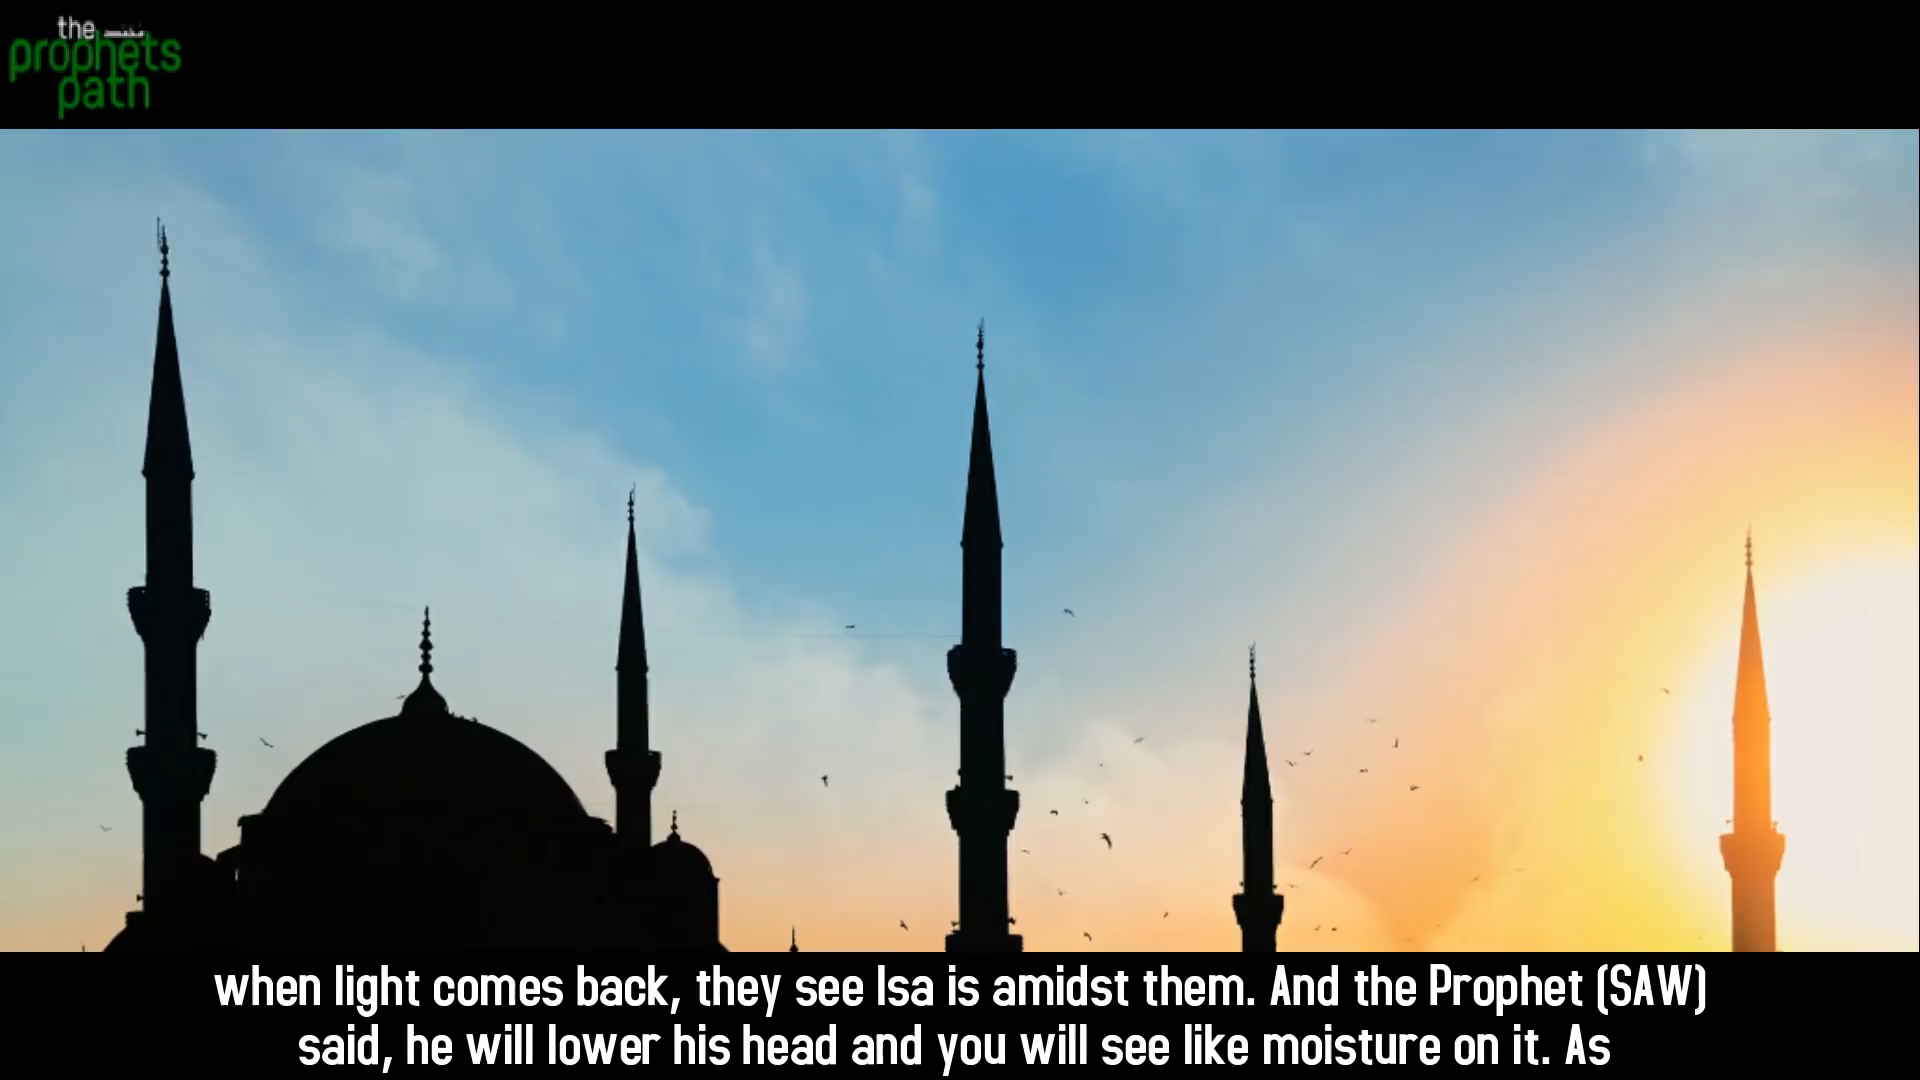 the
prophets
path
when light comes back, they see Isa is amidst them. And the Prophet (SAW)
said, he will lower his head and you will see like moisture on it. As